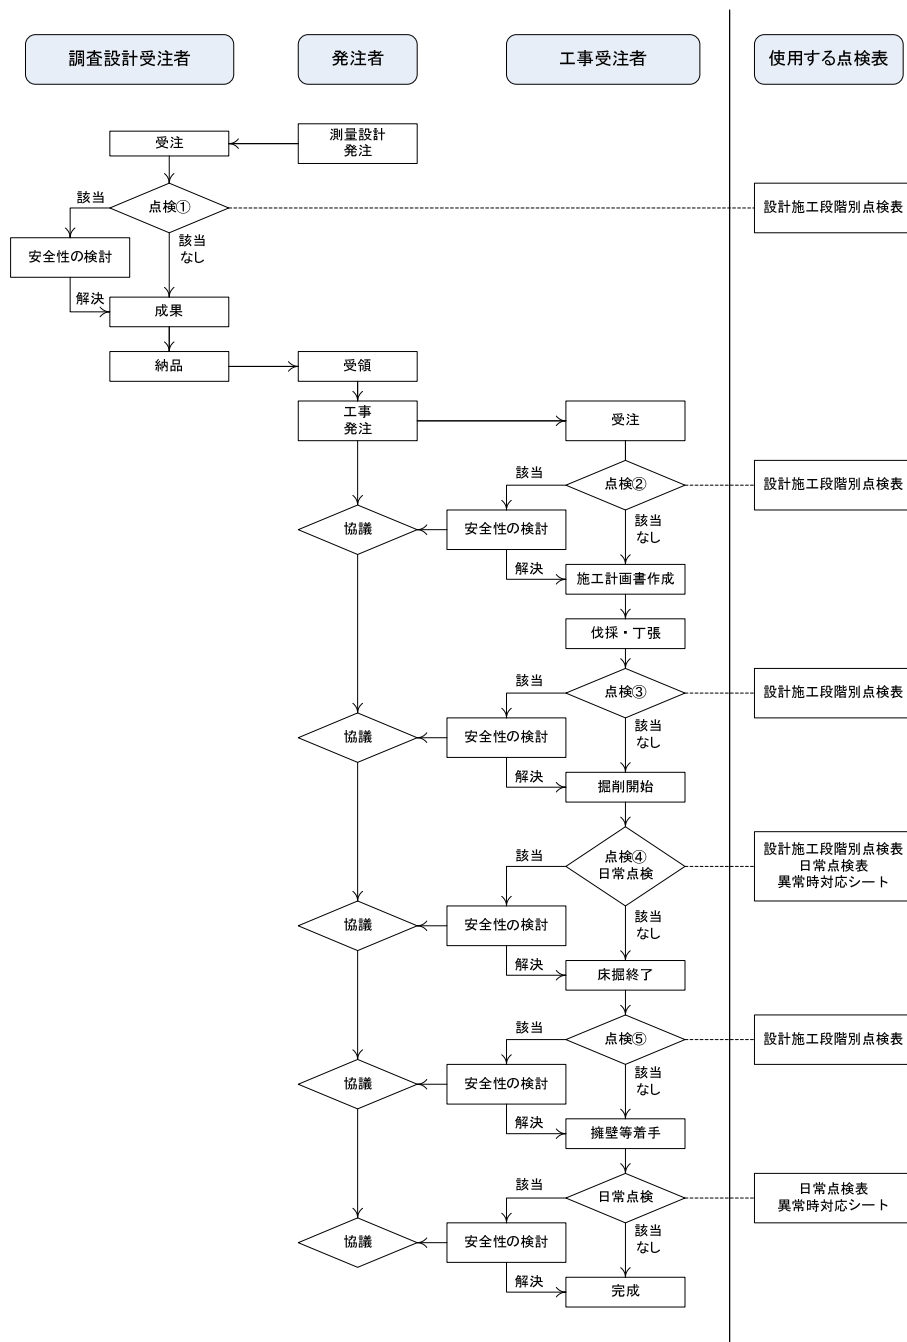 調査設計受注者
発注者
工事受注者
使用する点検表
受注
測量設計
発注
点検①
該当
設計施工段階別点検表
安全性の検討
該当
なし
解決
成果
納品
受領
工事
発注
受注
該当
点検②
設計施工段階別点検表
協議
安全性の検討
該当
なし
解決
施工計画書作成
伐採・丁張
該当
点検③
設計施工段階別点検表
協議
安全性の検討
該当
なし
解決
掘削開始
該当
点検④
日常点検
設計施工段階別点検表
日常点検表
異常時対応シート
協議
安全性の検討
該当
なし
解決
床掘終了
該当
点検⑤
設計施工段階別点検表
協議
安全性の検討
該当
なし
解決
擁壁等着手
該当
日常点検
日常点検表
異常時対応シート
協議
安全性の検討
該当
なし
解決
完成